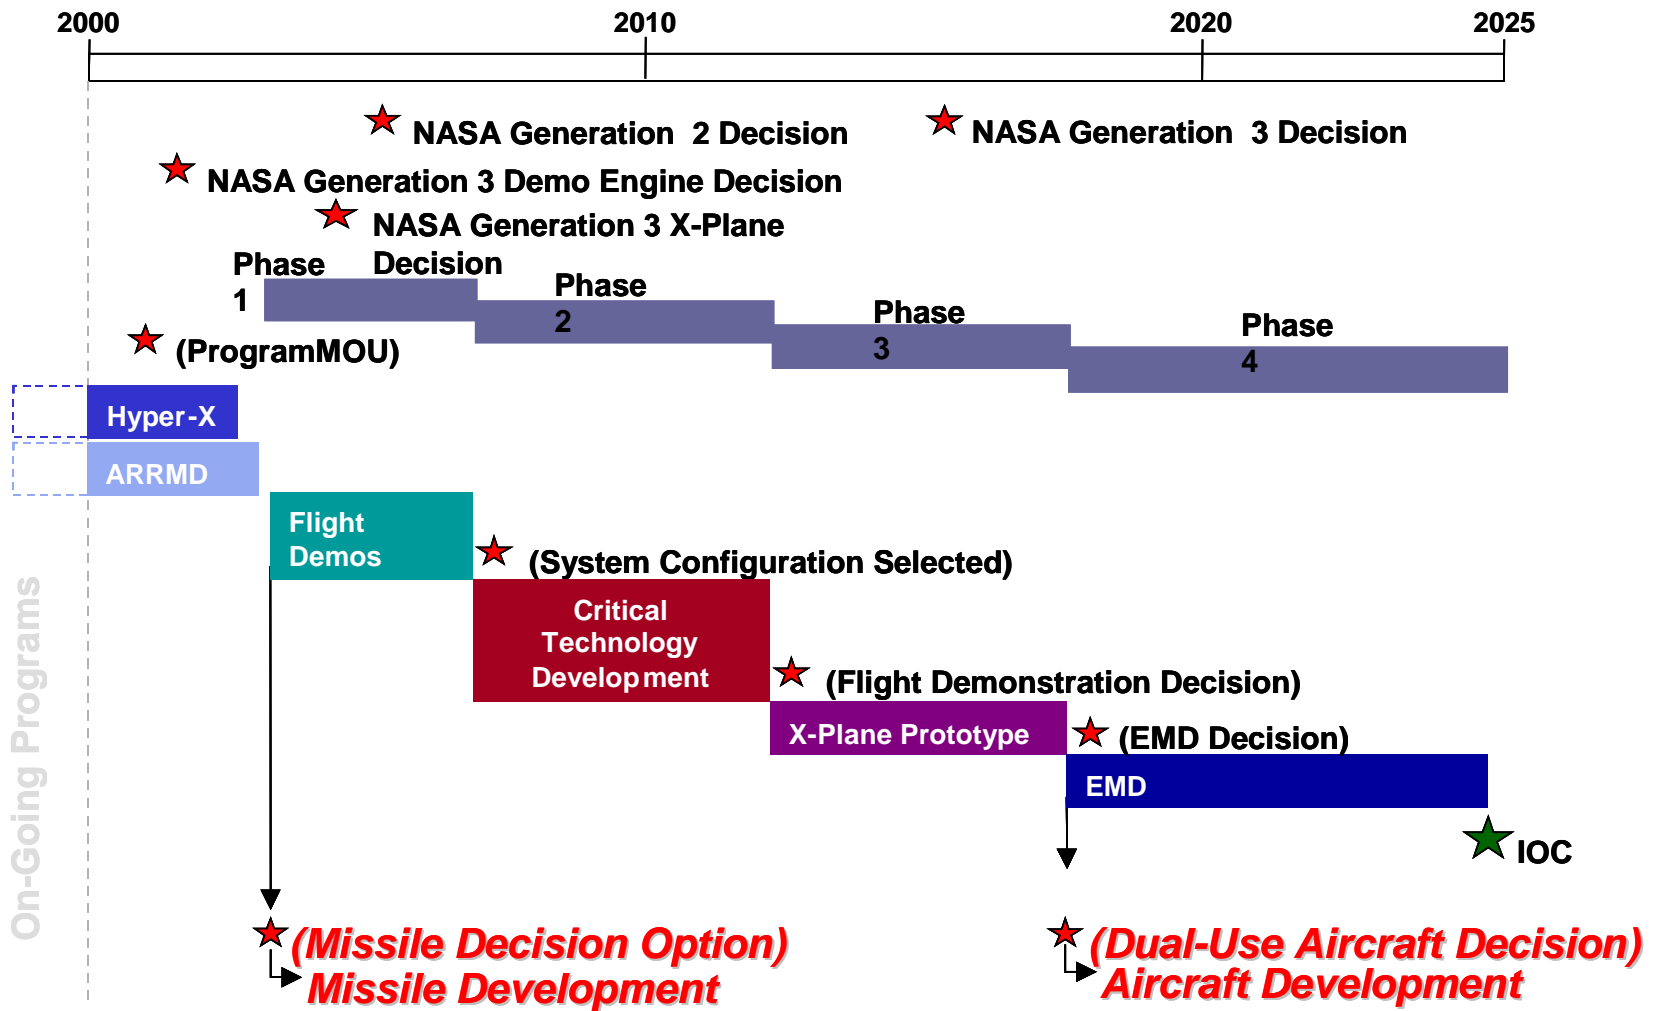 2000 2010 2020 2025
NASA Generation 2 Decision
NASA Generation 3 Decision
NASA Generation 3 Demo Engine Decision
NASA Generation 3 X-Plane
Decision
Phase
1
Phase
2
Phase
3
Phase
4
(ProgramMOU)
Hyper-X
ARRMD
Flight
Demos
(System Configuration Selected)
Critical
Technology
Development
(Flight Demonstration Decision)
X-Plane Prototype
(EMD Decision)
EMD
IOC
On-Going Programs
(Missile Decision Option)
Missile Development
(Dual-Use Aircraft Decision)
Aircraft Development